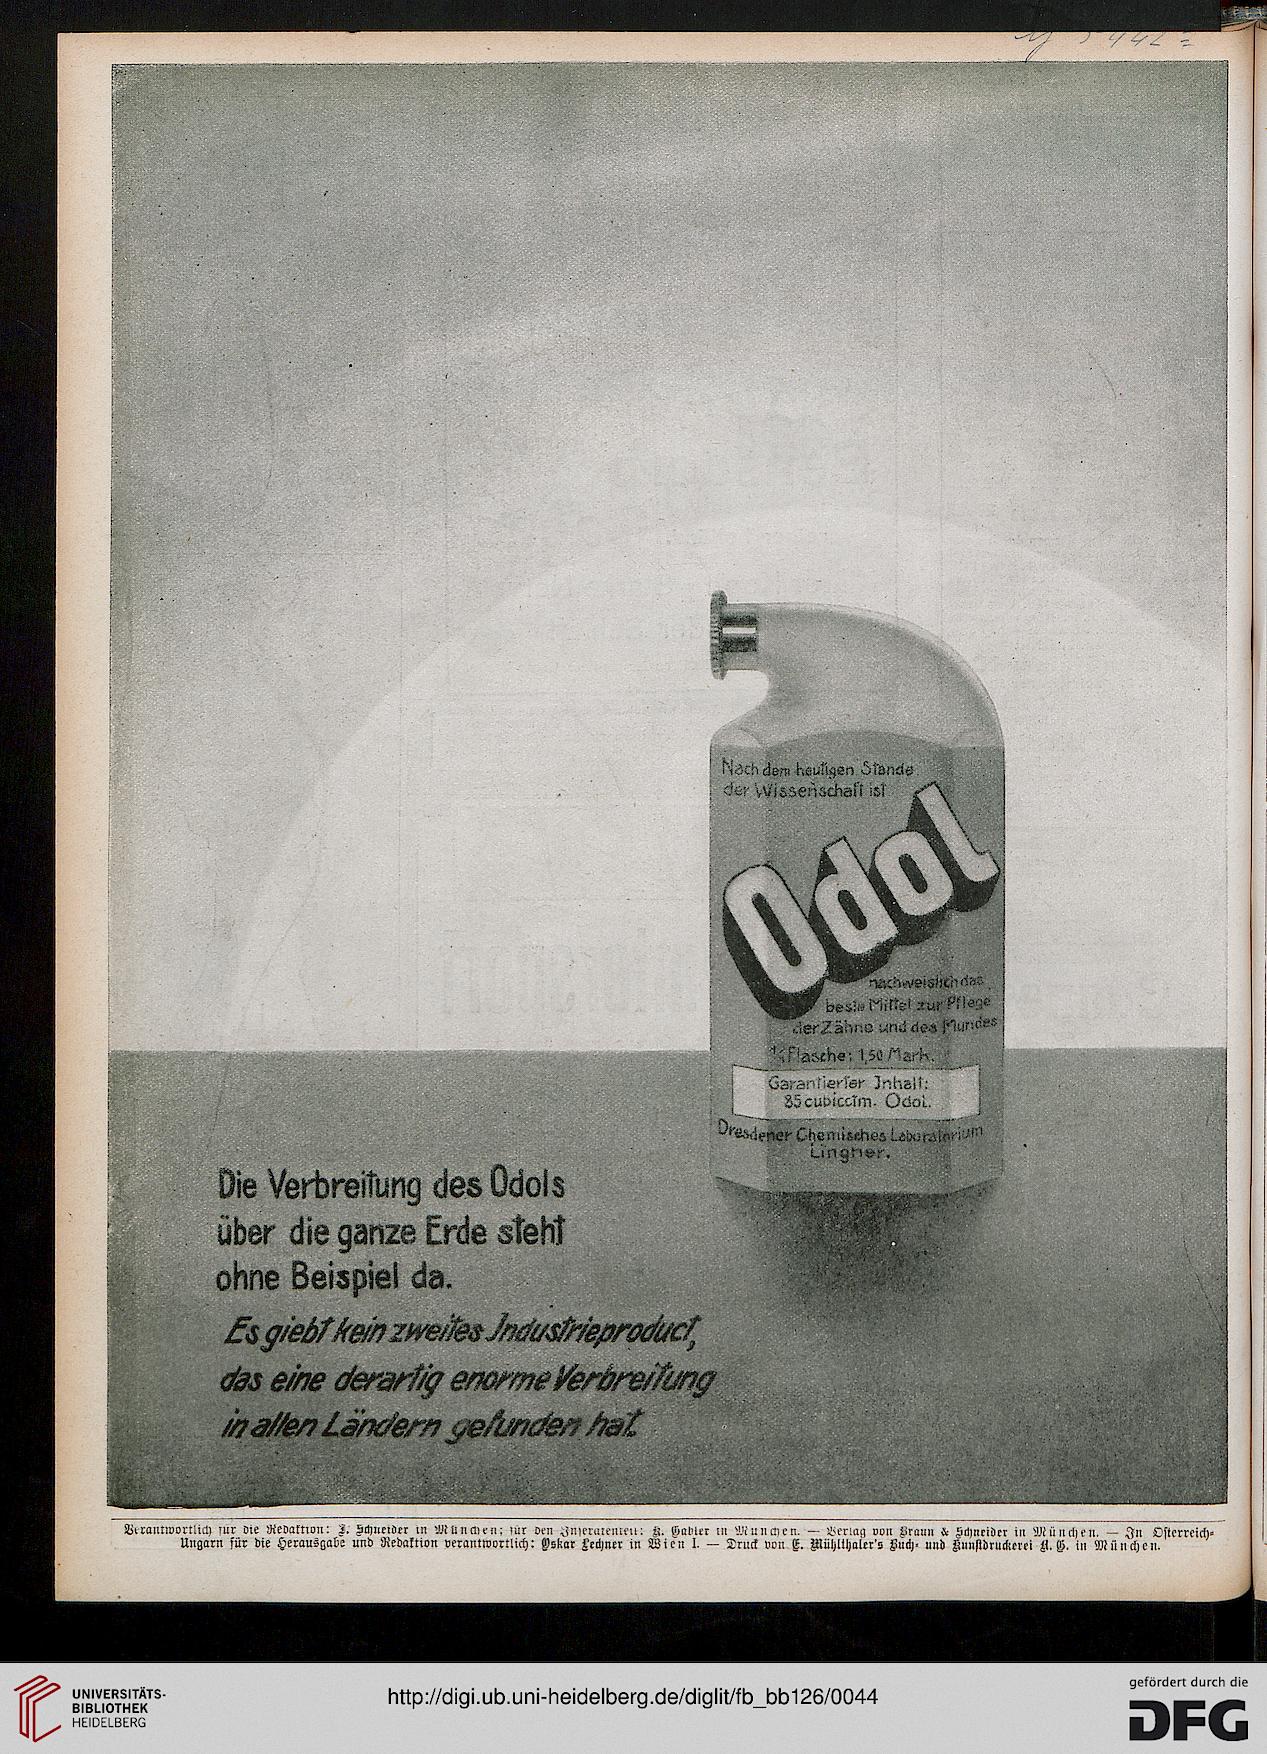 Nach dem heutigen Stande
der Wissenschaft ist
Odol
nachweislich das
beste Mittel zur Pflege
der Zähne und des Mundes
Flasche: 1,50 Mark.
Garantierter Inhalt:
85 cubicctm. Odol.
Dresdener Chemisches Laboratorium
Lingner.
Die Verbreitung des Odols
über die ganze Erde steht
ohne Beispiel da.
Es giebt kein zweites Industrieproduct,
das eine derartig enorme Verbreitung
in allen Ländern gefunden hat.
Verantwortlich für die Redaktion: J. Schneider in München; für den Inseratenteil: K. Gabler in München. — Verlag von Braun & Schneider in München. — In Österreich-
Ungarn für die Herausgabe und Redaktion verantwortlich: Oskar Lechner in Wien I. — Druck von E. Mühlthaler's Buch- und Kunstdruckerei A. G. in München.
UNIVERSITÄTS-
BIBLIOTHEK
HEIDELBERG
http://digi.ub.uni-heidelberg.de/diglit/fb_bb126/0044
gefördert durch die
DFG